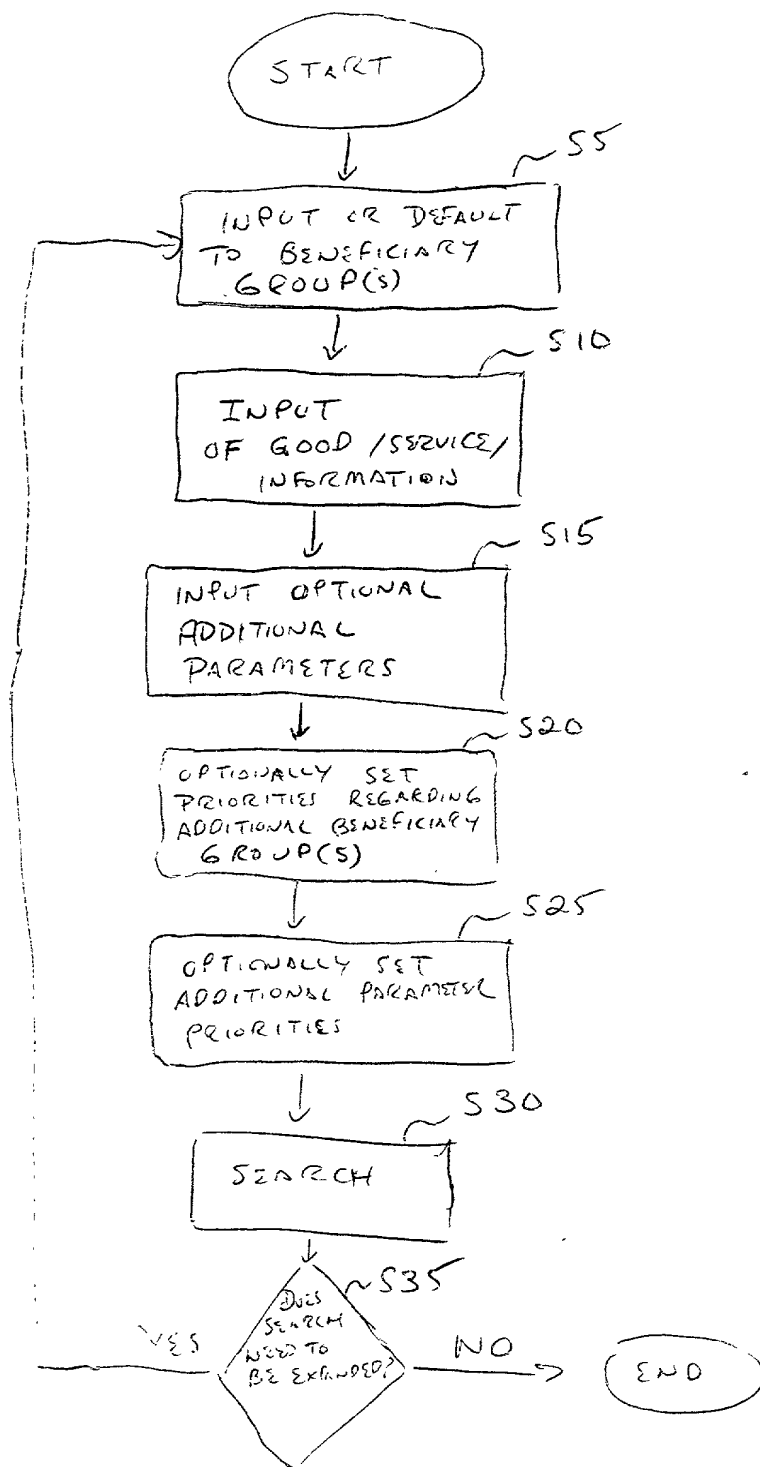 START
S5
INPUT OR DEFAULT
TO BENEFICIARY
GROUP(S)
S10
INPUT
OF GOOD /SERVICE/
INFORMATION
S15
INPUT OPTIONAL
ADDITIONAL
PARAMETERS
S20
OPTIONALLY SET
PRIORITIES REGARDING
ADDITIONAL BENEFICIARY
GROUP(S)
S25
OPTIONALLY SET
ADDITIONAL PARAMETER
PRIORITIES
S30
SEARCH
S35
DOES
SEARCH
NEED TO
BE EXPANDED?
YES
NO
END